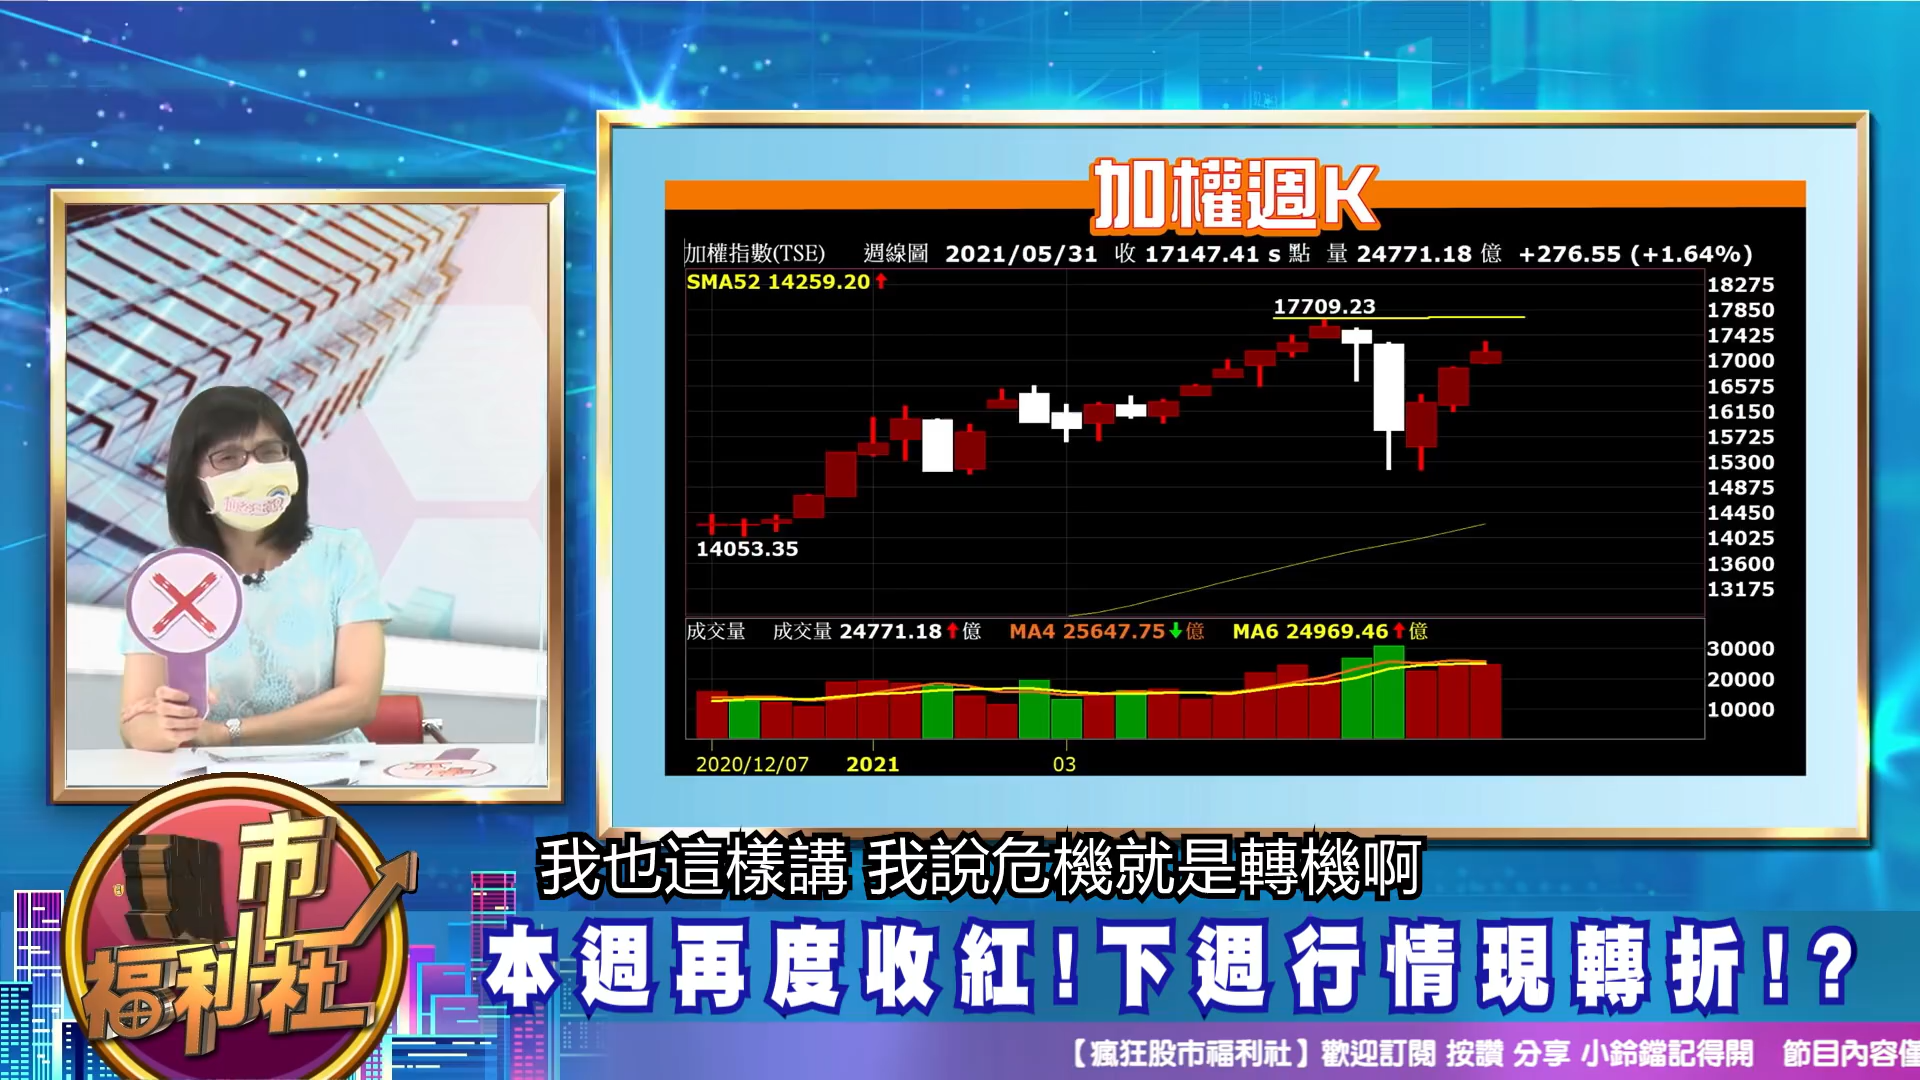 加權週K
加權指數(TSE) 週線圖 2021/05/31 收 17147.41 s 點 量 24771.18 億 +276.55 (+1.64%)
SMA52 14259.20
17709.23
14053.35
18275
17850
17425
17000
16575
16150
15725
15300
14875
14450
14025
13600
13175
成交量 成交量 24771.18 億 MA4 25647.75 億 MA6 24969.46 億
30000
20000
10000
2020/12/07 2021 03
市
福利社
我也這樣講 我說危機就是轉機啊
本週再度收紅!下週行情現轉折!?
【瘋狂股市福利社】歡迎訂閱 按讚 分享 小鈴鐺記得開 節目內容僅